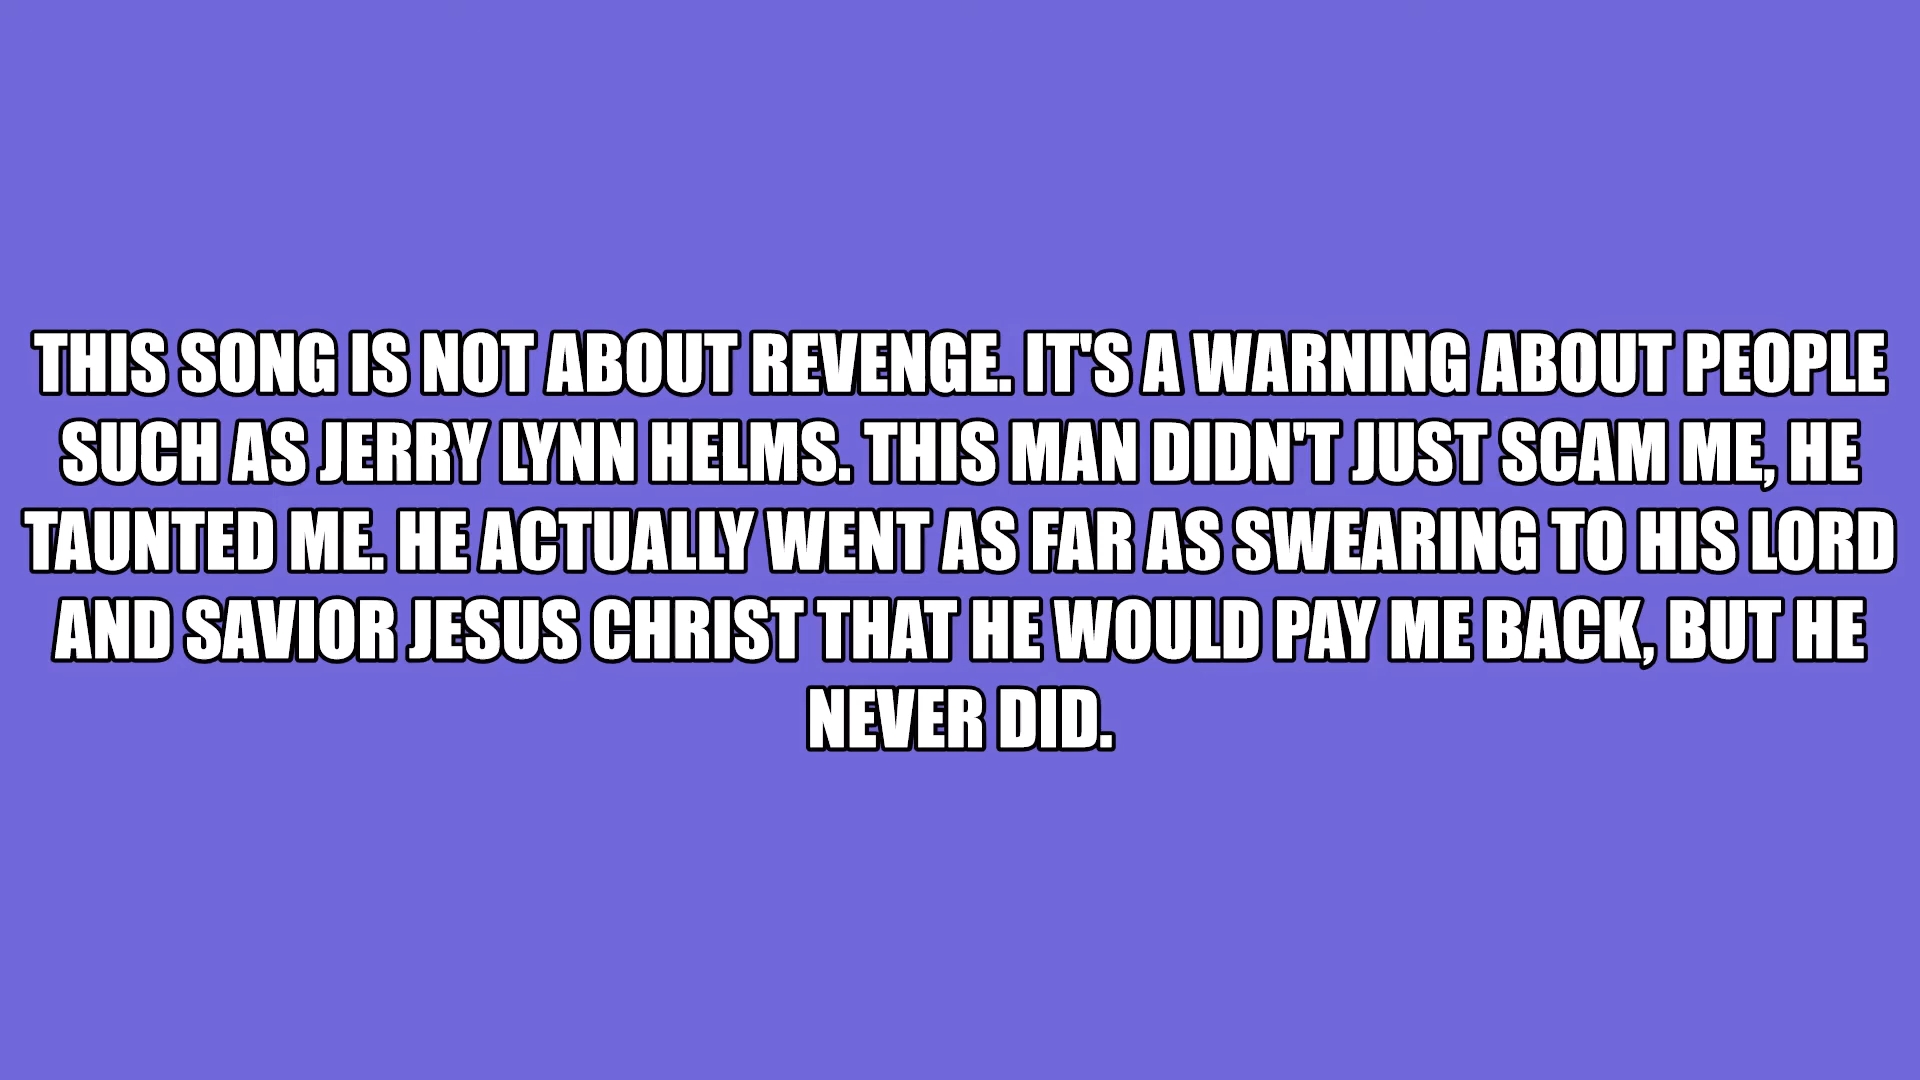 THIS SONG IS NOT ABOUT REVENGE. IT'S A WARNING ABOUT PEOPLE
SUCH AS JERRY LYNN HELMS. THIS MAN DIDN'T JUST SCAM ME, HE
TAUNTED ME. HE ACTUALLY WENT AS FAR AS SWEARING TO HIS LORD
AND SAVIOR JESUS CHRIST THAT HE WOULD PAY ME BACK, BUT HE
NEVER DID.